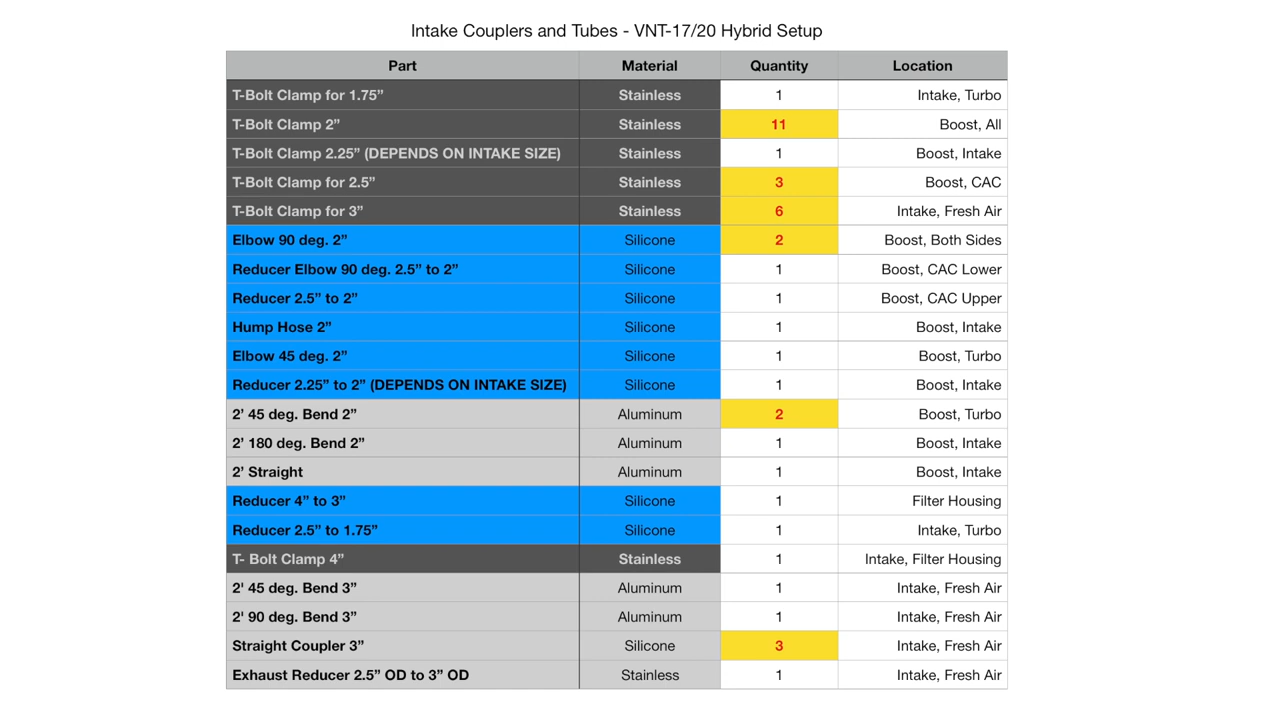 Intake Couplers and Tubes - VNT-17/20 Hybrid Setup
Part Material Quantity Location
T-Bolt Clamp for 1.75” Stainless 1 Intake, Turbo
T-Bolt Clamp 2” Stainless 11 Boost, All
T-Bolt Clamp 2.25” (DEPENDS ON INTAKE SIZE) Stainless 1 Boost, Intake
T-Bolt Clamp for 2.5” Stainless 3 Boost, CAC
T-Bolt Clamp for 3” Stainless 6 Intake, Fresh Air
Elbow 90 deg. 2” Silicone 2 Boost, Both Sides
Reducer Elbow 90 deg. 2.5” to 2” Silicone 1 Boost, CAC Lower
Reducer 2.5” to 2” Silicone 1 Boost, CAC Upper
Hump Hose 2” Silicone 1 Boost, Intake
Elbow 45 deg. 2” Silicone 1 Boost, Turbo
Reducer 2.25” to 2” (DEPENDS ON INTAKE SIZE) Silicone 1 Boost, Intake
2’ 45 deg. Bend 2” Aluminum 2 Boost, Turbo
2’ 180 deg. Bend 2” Aluminum 1 Boost, Intake
2’ Straight Aluminum 1 Boost, Intake
Reducer 4” to 3” Silicone 1 Filter Housing
Reducer 2.5” to 1.75” Silicone 1 Intake, Turbo
T- Bolt Clamp 4” Stainless 1 Intake, Filter Housing
2' 45 deg. Bend 3” Aluminum 1 Intake, Fresh Air
2' 90 deg. Bend 3” Aluminum 1 Intake, Fresh Air
Straight Coupler 3” Silicone 3 Intake, Fresh Air
Exhaust Reducer 2.5” OD to 3” OD Stainless 1 Intake, Fresh Air